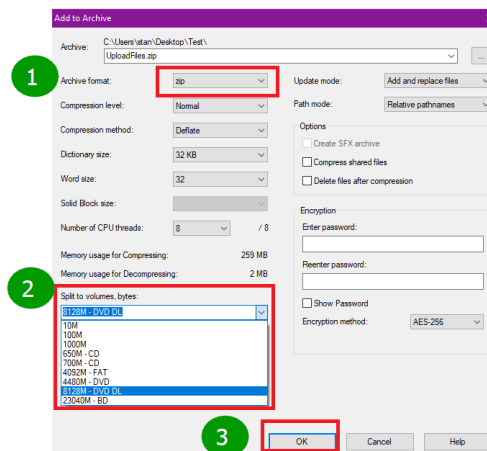 Add to Archive
Archive: C:\Users\stan\Desktop\Test\
UploadFiles.zip
...
1
Archive format: zip
Update mode: Add and replace files
Compression level: Normal
Path mode: Relative pathnames
Compression method: Deflate
Options
Create SFX archive
Dictionary size: 32 KB
Compress shared files
Word size: 32
Delete files after compression
Solid Block size:
Encryption
Number of CPU threads: 8 / 8
Enter password:
Memory usage for Compressing: 259 MB
Reenter password:
Memory usage for Decompressing: 2 MB
2
Split to volumes, bytes:
Show Password
8128M - DVD DL
Encryption method: AES-256
10M
100M
1000M
650M - CD
700M - CD
4092M - FAT
4480M - DVD
8128M - DVD DL
23040M - BD
3
OK
Cancel
Help